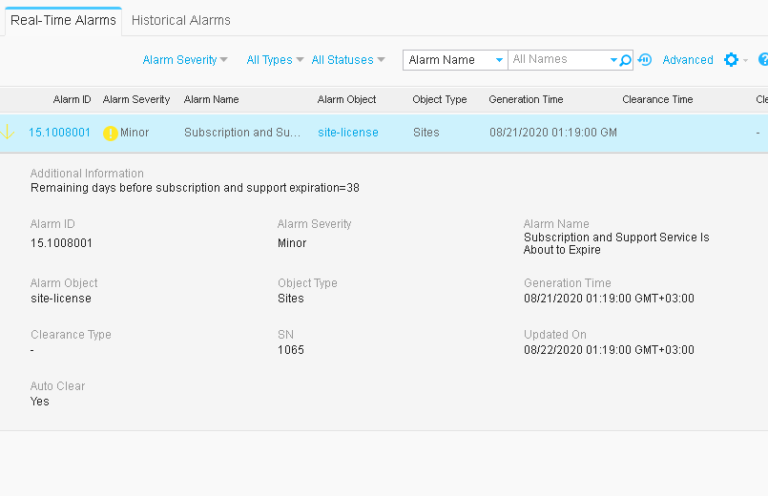 Real-Time Alarms Historical Alarms
Alarm Severity All Types All Statuses Alarm Name All Names Advanced
Alarm ID Alarm Severity Alarm Name Alarm Object Object Type Generation Time Clearance Time Cle
15.1008001 Minor Subscription and Su... site-license Sites 08/21/2020 01:19:00 GM -
Additional Information
Remaining days before subscription and support expiration=38
Alarm ID Alarm Severity Alarm Name
15.1008001 Minor Subscription and Support Service Is
About to Expire
Alarm Object Object Type Generation Time
site-license Sites 08/21/2020 01:19:00 GMT+03:00
Clearance Type SN Updated On
- 1065 08/22/2020 01:19:00 GMT+03:00
Auto Clear
Yes